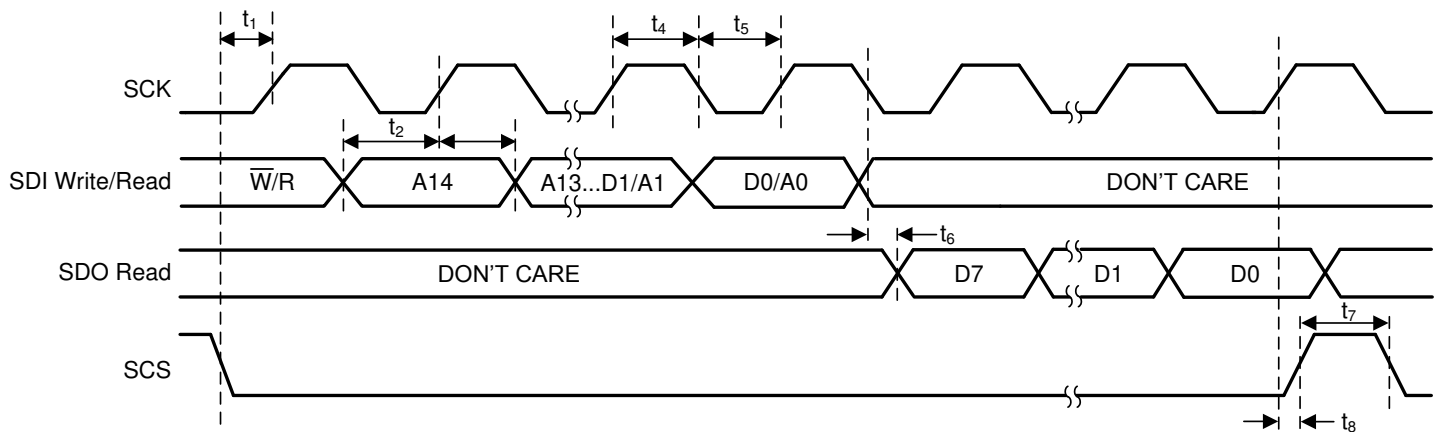 t₁ t₄ t₅
SCK
t₂
SDI Write/Read W̅/R A14 A13...D1/A1 D0/A0 DON'T CARE
t₆
SDO Read DON'T CARE D7 D1 D0
t₇
SCS
t₈